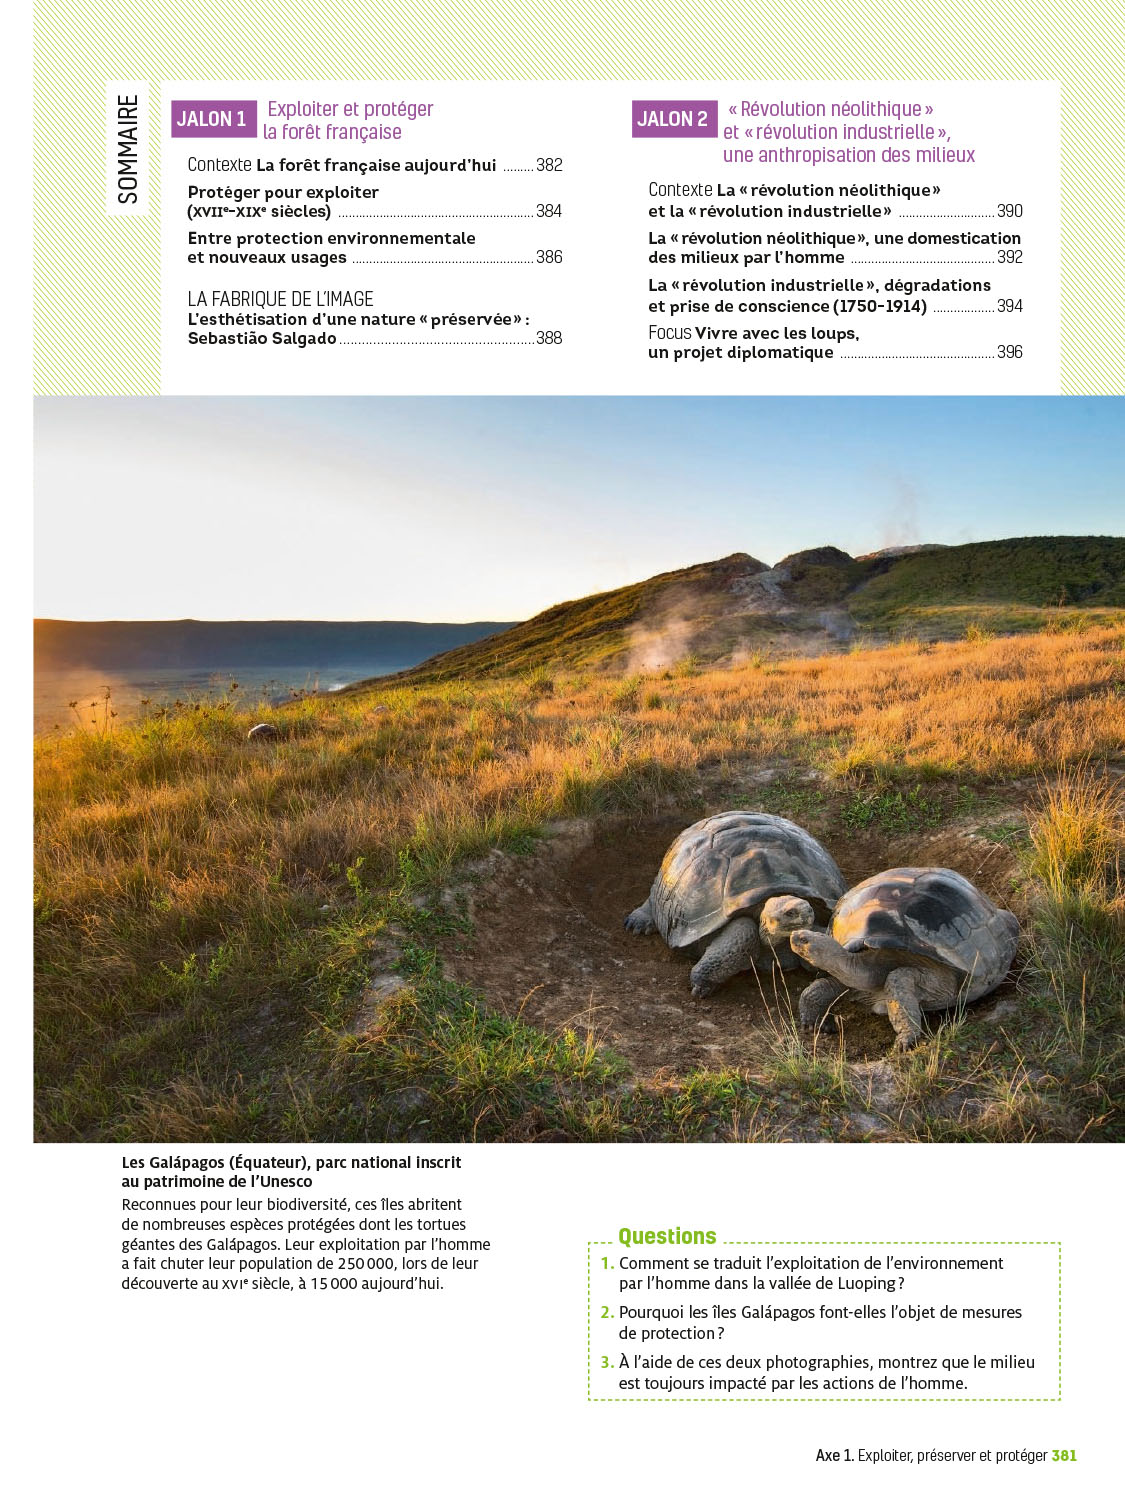 SOMMAIRE
JALON 1 Exploiter et protéger
la forêt française
Contexte La forêt française aujourd'hui ......... 382
Protéger pour exploiter
(XVIIe-XIXe siècles) ........................................................ 384
Entre protection environnementale
et nouveaux usages .................................................... 386
LA FABRIQUE DE L'IMAGE
L'esthétisation d'une nature « préservée » :
Sebastião Salgado .................................................... 388
JALON 2 « Révolution néolithique »
et « révolution industrielle »,
une anthropisation des milieux
Contexte La « révolution néolithique »
et la « révolution industrielle » ............................ 390
La « révolution néolithique », une domestication
des milieux par l'homme .......................................... 392
La « révolution industrielle », dégradations
et prise de conscience (1750-1914) .................. 394
Focus Vivre avec les loups,
un projet diplomatique ............................................. 396
Les Galápagos (Équateur), parc national inscrit
au patrimoine de l'Unesco
Reconnues pour leur biodiversité, ces îles abritent
de nombreuses espèces protégées dont les tortues
géantes des Galápagos. Leur exploitation par l'homme
a fait chuter leur population de 250 000, lors de leur
découverte au XVIe siècle, à 15 000 aujourd'hui.
Questions
1. Comment se traduit l'exploitation de l'environnement
par l'homme dans la vallée de Luoping ?
2. Pourquoi les îles Galápagos font-elles l'objet de mesures
de protection ?
3. À l'aide de ces deux photographies, montrez que le milieu
est toujours impacté par les actions de l'homme.
Axe 1. Exploiter, préserver et protéger 381